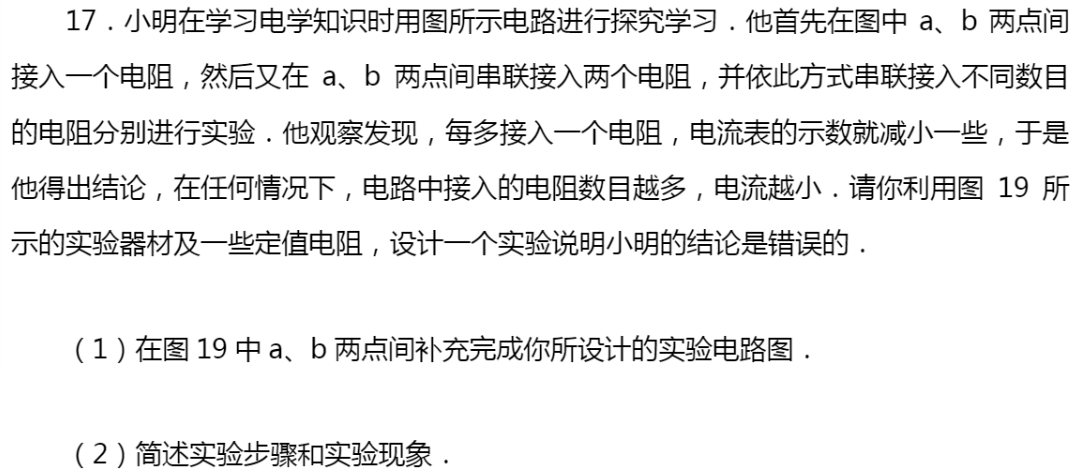 17．小明在学习电学知识时用图所示电路进行探究学习．他首先在图中 a、b 两点间
接入一个电阻，然后又在 a、b 两点间串联接入两个电阻，并依此方式串联接入不同数目
的电阻分别进行实验．他观察发现，每多接入一个电阻，电流表的示数就减小一些，于是
他得出结论，在任何情况下，电路中接入的电阻数目越多，电流越小．请你利用图 19 所
示的实验器材及一些定值电阻，设计一个实验说明小明的结论是错误的．
（1）在图 19 中 a、b 两点间补充完成你所设计的实验电路图．
（2）简述实验步骤和实验现象．